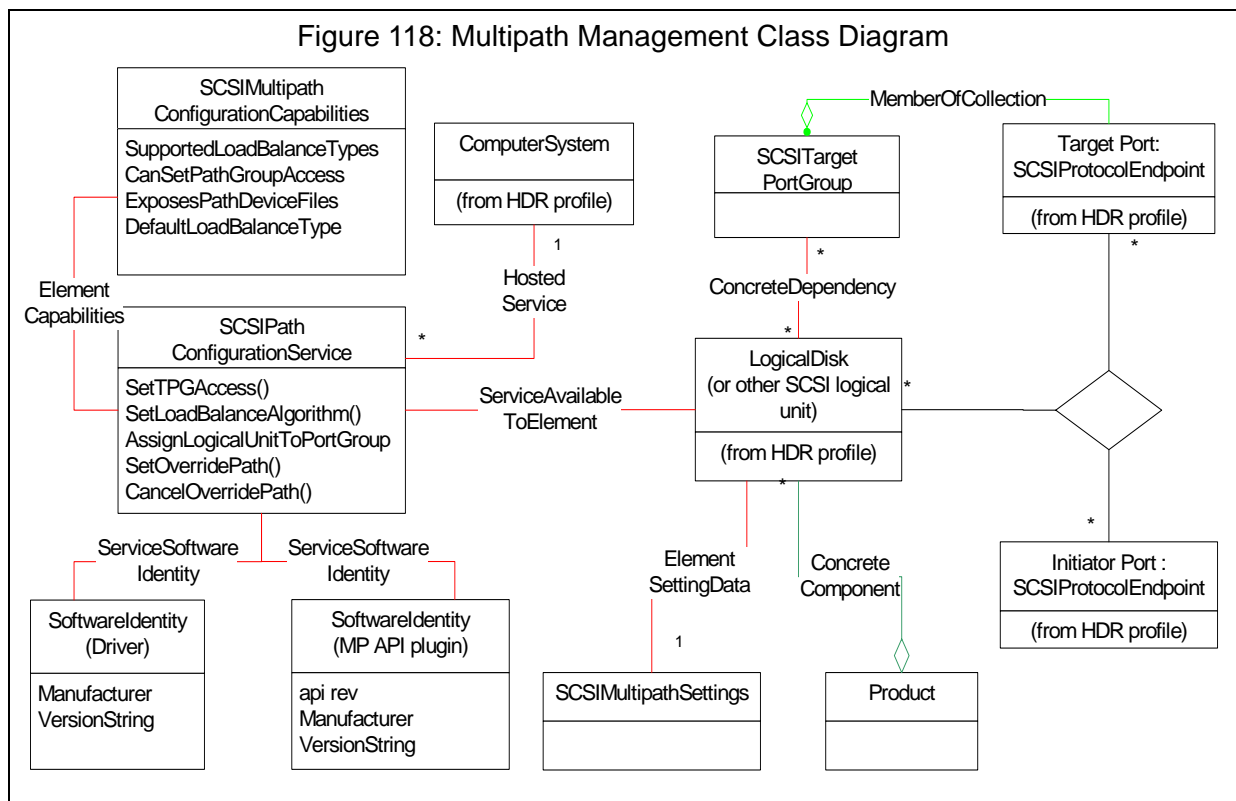 Figure 118: Multipath Management Class Diagram
SCSIMultipath
ConfigurationCapabilities
SupportedLoadBalanceTypes
CanSetPathGroupAccess
ExposesPathDeviceFiles
DefaultLoadBalanceType
ComputerSystem
(from HDR profile)
1
Hosted
Service
*
MemberOfCollection
SCSITarget
PortGroup
*
ConcreteDependency
*
Target Port:
SCSIProtocolEndpoint
(from HDR profile)
*
Element
Capabilities
SCSIPath
ConfigurationService
SetTPGAccess()
SetLoadBalanceAlgorithm()
AssignLogicalUnitToPortGroup
SetOverridePath()
CancelOverridePath()
ServiceAvailable
ToElement
LogicalDisk
(or other SCSI logical
unit)
(from HDR profile)
*
*
*
Initiator Port :
SCSIProtocolEndpoint
(from HDR profile)
ServiceSoftware
Identity
ServiceSoftware
Identity
SoftwareIdentity
(Driver)
Manufacturer
VersionString
SoftwareIdentity
(MP API plugin)
api rev
Manufacturer
VersionString
Element
SettingData
1
SCSIMultipathSettings
Concrete
Component
Product